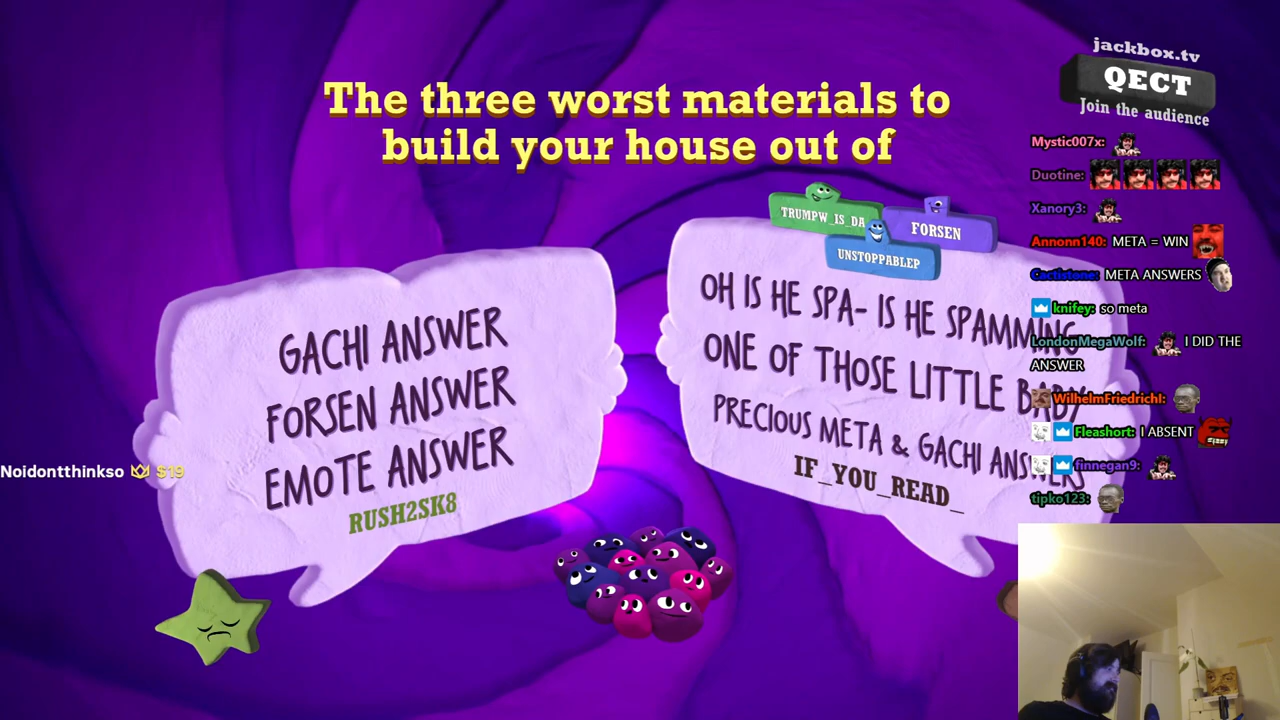 The three worst materials to
build your house out of
jackbox.tv
QECT
Join the audience
TRUMPW_IS_DA
FORSEN
UNSTOPPABLEP
GACHI ANSWER
FORSEN ANSWER
EMOTE ANSWER
RUSH2SK8
OH IS HE SPA- IS HE SPAMMING
ONE OF THOSE LITTLE BABY
PRECIOUS META & GACHI ANSWERS
IF_YOU_READ_
Noidontthinkso $19
Mystic007x:
Duotine:
Xanory3:
Annonn140: META = WIN
Cactistone: META ANSWERS
knifey: so meta
LondonMegaWolf: I DID THE
ANSWER
WilhelmFriedrichI:
Fleashort: I ABSENT
finnegan9:
tipko123: